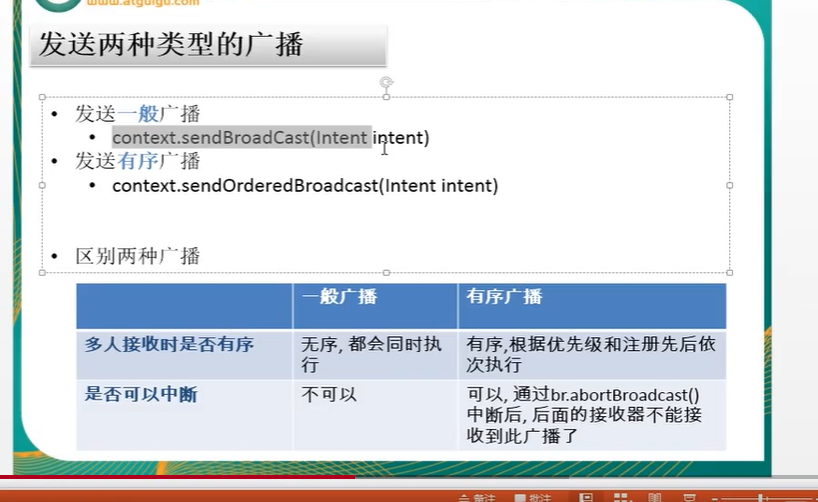 www.atguigu.com
发送两种类型的广播
• 发送一般广播
• context.sendBroadCast(Intent intent)
• 发送有序广播
• context.sendOrderedBroadcast(Intent intent)
• 区别两种广播
一般广播 有序广播
多人接收时是否有序 无序, 都会同时执 有序,根据优先级和注册先后依
行 次执行
是否可以中断 不可以 可以, 通过br.abortBroadcast()
中断后, 后面的接收器不能接
收到此广播了
备注 批注